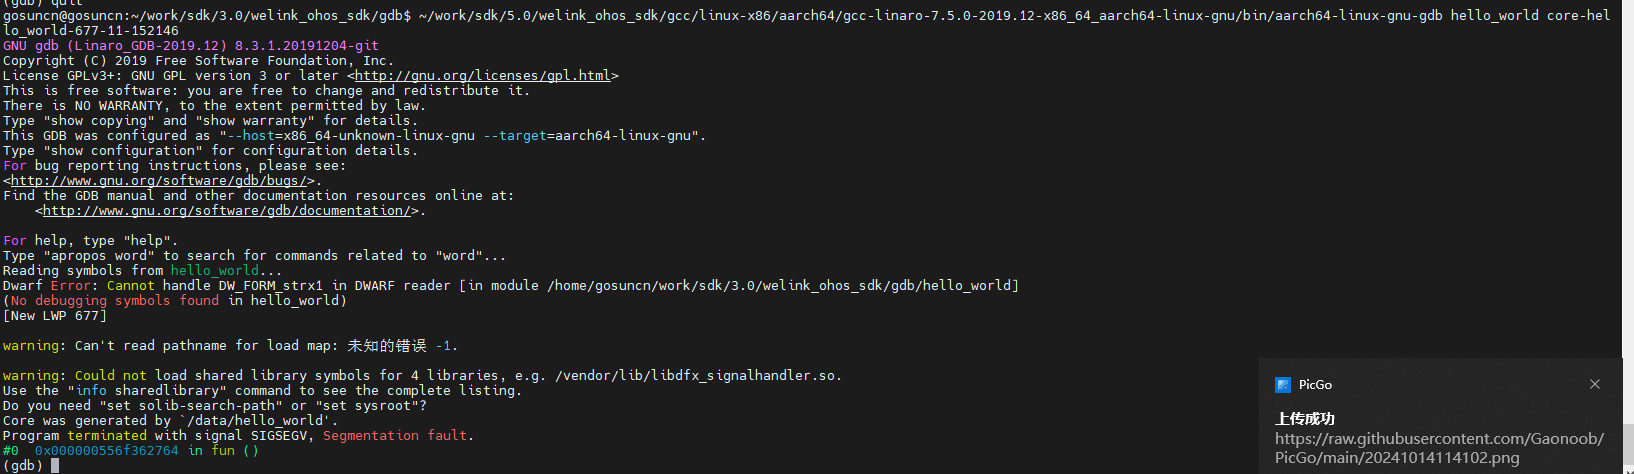 (gdb) quit
gosuncn@gosuncn:~/work/sdk/3.0/welink_ohos_sdk/gdb$ ~/work/sdk/5.0/welink_ohos_sdk/gcc/linux-x86/aarch64/gcc-linaro-7.5.0-2019.12-x86_64_aarch64-linux-gnu/bin/aarch64-linux-gnu-gdb hello_world core-hel
lo_world-677-11-152146
GNU gdb (Linaro_GDB-2019.12) 8.3.1.20191204-git
Copyright (C) 2019 Free Software Foundation, Inc.
License GPLv3+: GNU GPL version 3 or later <http://gnu.org/licenses/gpl.html>
This is free software: you are free to change and redistribute it.
There is NO WARRANTY, to the extent permitted by law.
Type "show copying" and "show warranty" for details.
This GDB was configured as "--host=x86_64-unknown-linux-gnu --target=aarch64-linux-gnu".
Type "show configuration" for configuration details.
For bug reporting instructions, please see:
<http://www.gnu.org/software/gdb/bugs/>.
Find the GDB manual and other documentation resources online at:
    <http://www.gnu.org/software/gdb/documentation/>.
For help, type "help".
Type "apropos word" to search for commands related to "word"...
Reading symbols from hello_world...
Dwarf Error: Cannot handle DW_FORM_strx1 in DWARF reader [in module /home/gosuncn/work/sdk/3.0/welink_ohos_sdk/gdb/hello_world]
(No debugging symbols found in hello_world)
[New LWP 677]
warning: Can't read pathname for load map: 未知的错误 -1.
warning: Could not load shared library symbols for 4 libraries, e.g. /vendor/lib/libdfx_signalhandler.so.
Use the "info sharedlibrary" command to see the complete listing.
Do you need "set solib-search-path" or "set sysroot"?
Core was generated by `/data/hello_world'.
Program terminated with signal SIGSEGV, Segmentation fault.
#0  0x000000556f362764 in fun ()
(gdb)
PicGo
上传成功
https://raw.githubusercontent.com/Gaonoob/
PicGo/main/20241014114102.png